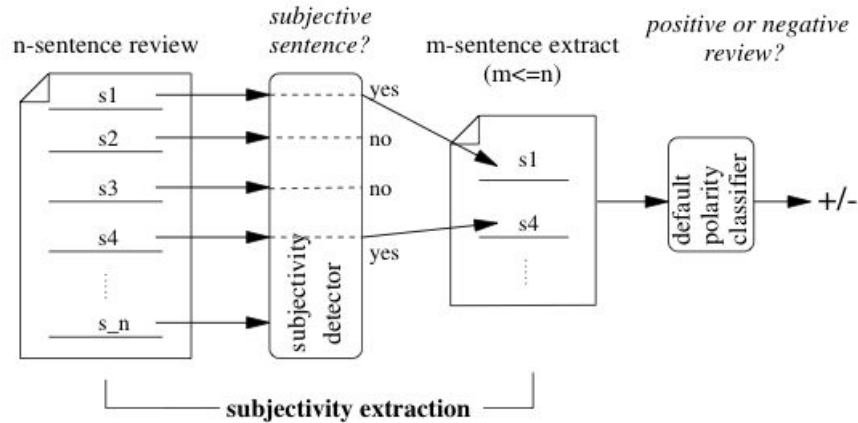 n-sentence review
subjective
sentence?
m-sentence extract
(m<=n)
positive or negative
review?
s1
s2
s3
s4
s_n
yes
no
no
yes
subjectivity
detector
s1
s4
default
polarity
classifier
+/-
subjectivity extraction